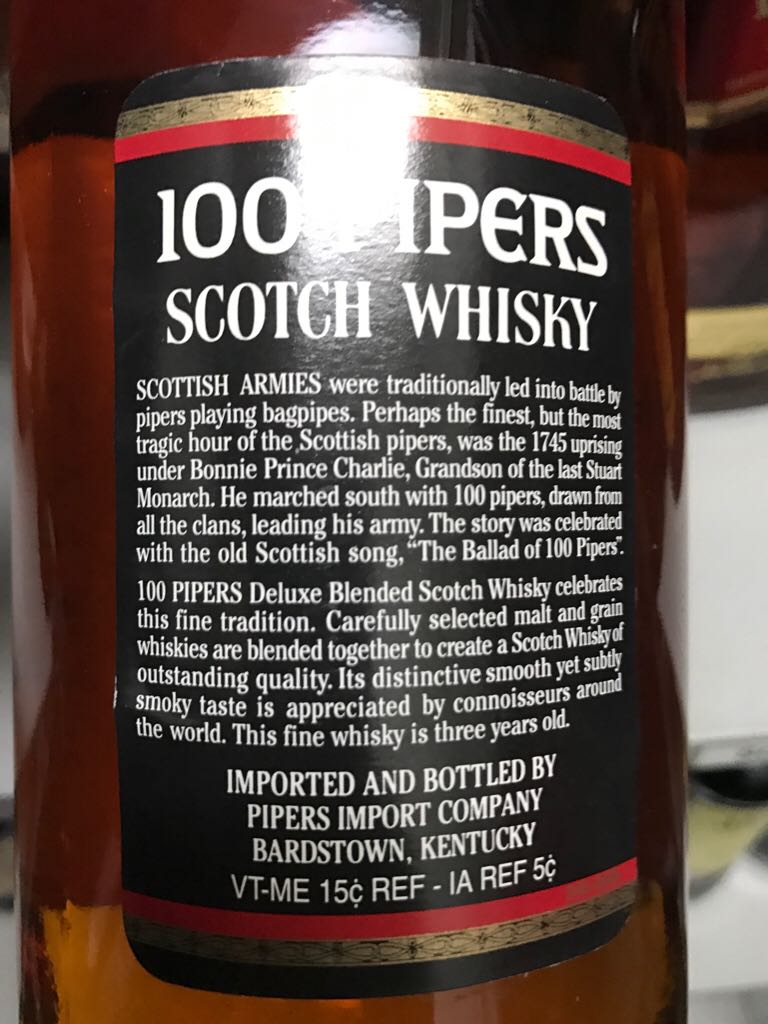 100 PIPERS
SCOTCH WHISKY
SCOTTISH ARMIES were traditionally led into battle by
pipers playing bagpipes. Perhaps the finest, but the most
tragic hour of the Scottish pipers, was the 1745 uprising
under Bonnie Prince Charlie, Grandson of the last Stuart
Monarch. He marched south with 100 pipers, drawn from
all the clans, leading his army. The story was celebrated
with the old Scottish song, "The Ballad of 100 Pipers".
100 PIPERS Deluxe Blended Scotch Whisky celebrates
this fine tradition. Carefully selected malt and grain
whiskies are blended together to create a Scotch Whisky of
outstanding quality. Its distinctive smooth yet subtly
smoky taste is appreciated by connoisseurs around
the world. This fine whisky is three years old.
IMPORTED AND BOTTLED BY
PIPERS IMPORT COMPANY
BARDSTOWN, KENTUCKY
VT-ME 15¢ REF - IA REF 5¢